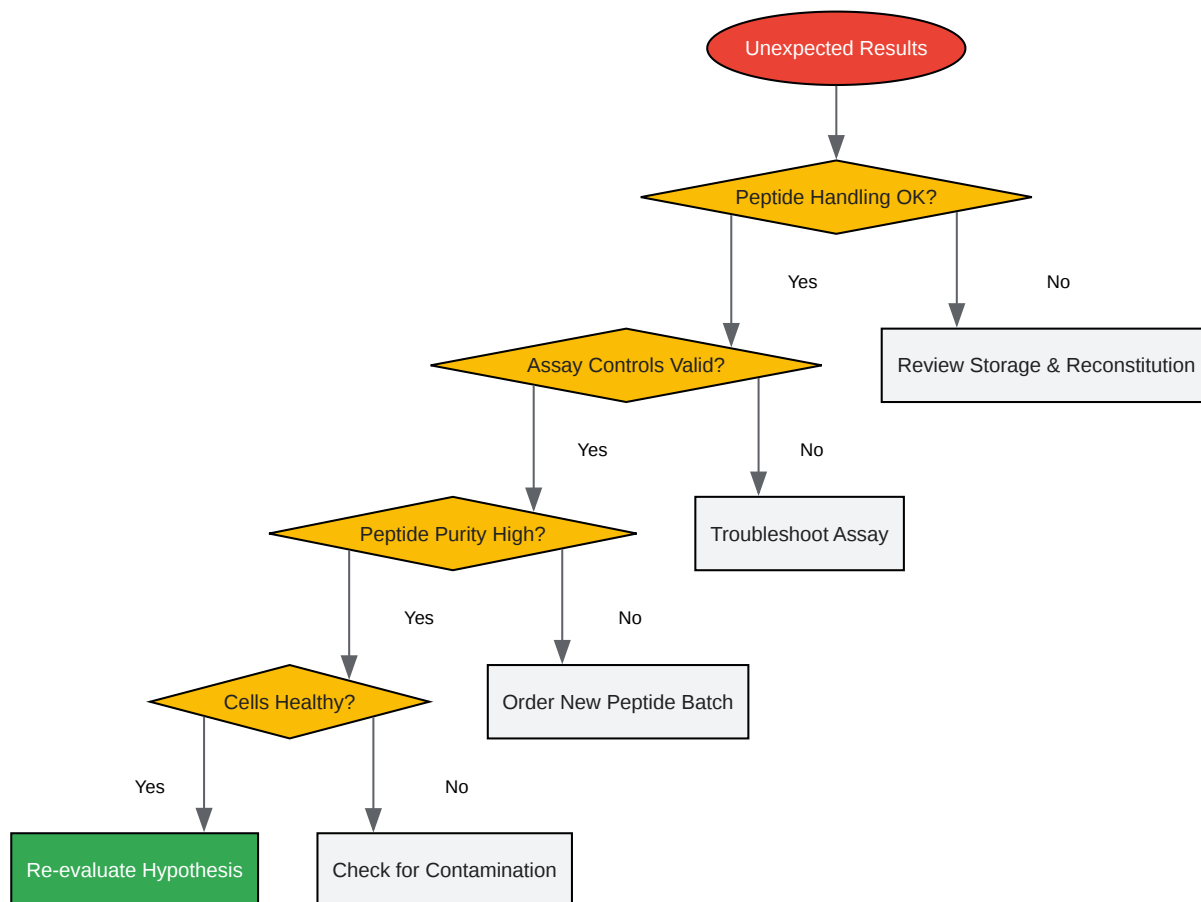 Unexpected Results
Peptide Handling OK?
Yes
No
Assay Controls Valid?
Review Storage & Reconstitution
Yes
No
Peptide Purity High?
Troubleshoot Assay
Yes
No
Cells Healthy?
Order New Peptide Batch
Yes
No
Re-evaluate Hypothesis
Check for Contamination